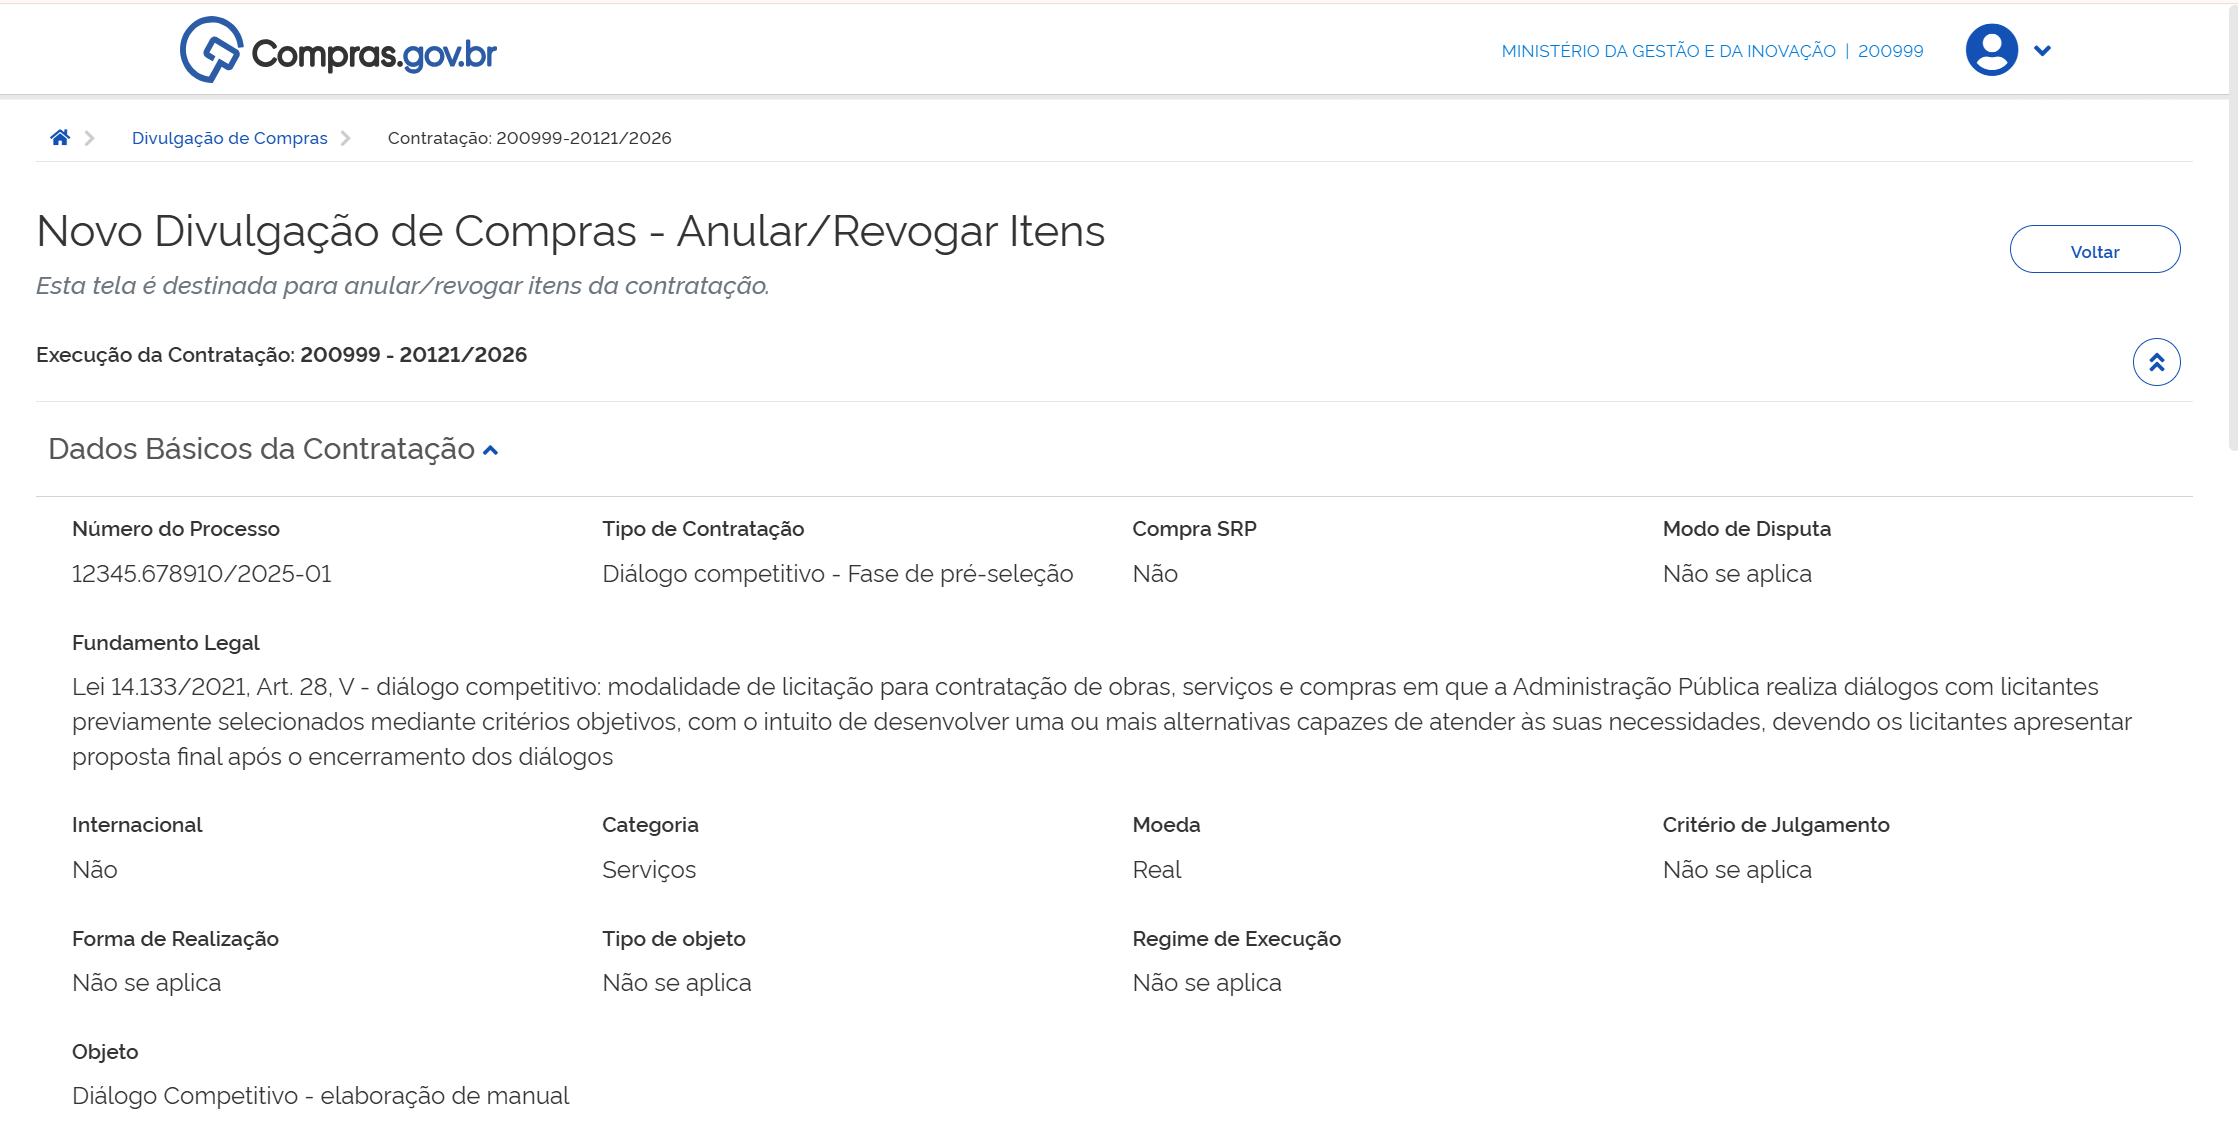 Compras.gov.br
MINISTÉRIO DA GESTÃO E DA INOVAÇÃO | 200999
Divulgação de Compras
Contratação: 200999-20121/2026
Novo Divulgação de Compras - Anular/Revogar Itens
Voltar
Esta tela é destinada para anular/revogar itens da contratação.
Execução da Contratação: 200999 - 20121/2026
Dados Básicos da Contratação
Número do Processo
12345.678910/2025-01
Tipo de Contratação
Diálogo competitivo - Fase de pré-seleção
Compra SRP
Não
Modo de Disputa
Não se aplica
Fundamento Legal
Lei 14.133/2021, Art. 28, V - diálogo competitivo: modalidade de licitação para contratação de obras, serviços e compras em que a Administração Pública realiza diálogos com licitantes
previamente selecionados mediante critérios objetivos, com o intuito de desenvolver uma ou mais alternativas capazes de atender às suas necessidades, devendo os licitantes apresentar
proposta final após o encerramento dos diálogos
Internacional
Não
Categoria
Serviços
Moeda
Real
Critério de Julgamento
Não se aplica
Forma de Realização
Não se aplica
Tipo de objeto
Não se aplica
Regime de Execução
Não se aplica
Objeto
Diálogo Competitivo - elaboração de manual